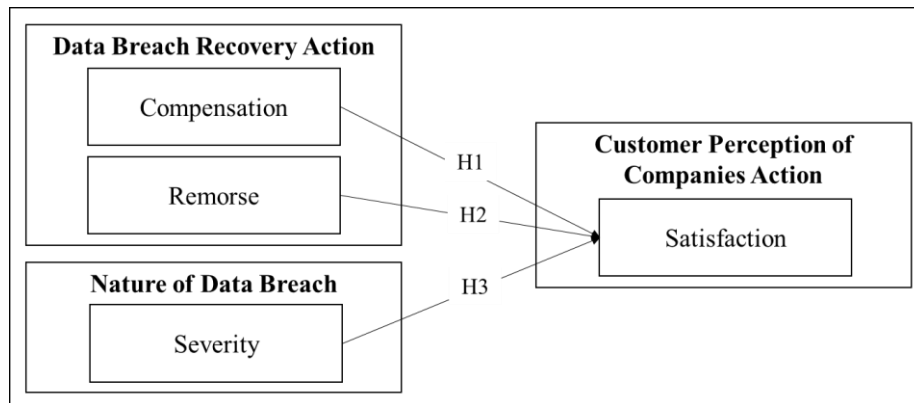 Data Breach Recovery Action
Compensation
Remorse
Nature of Data Breach
Severity
H1
H2
H3
Customer Perception of
Companies Action
Satisfaction